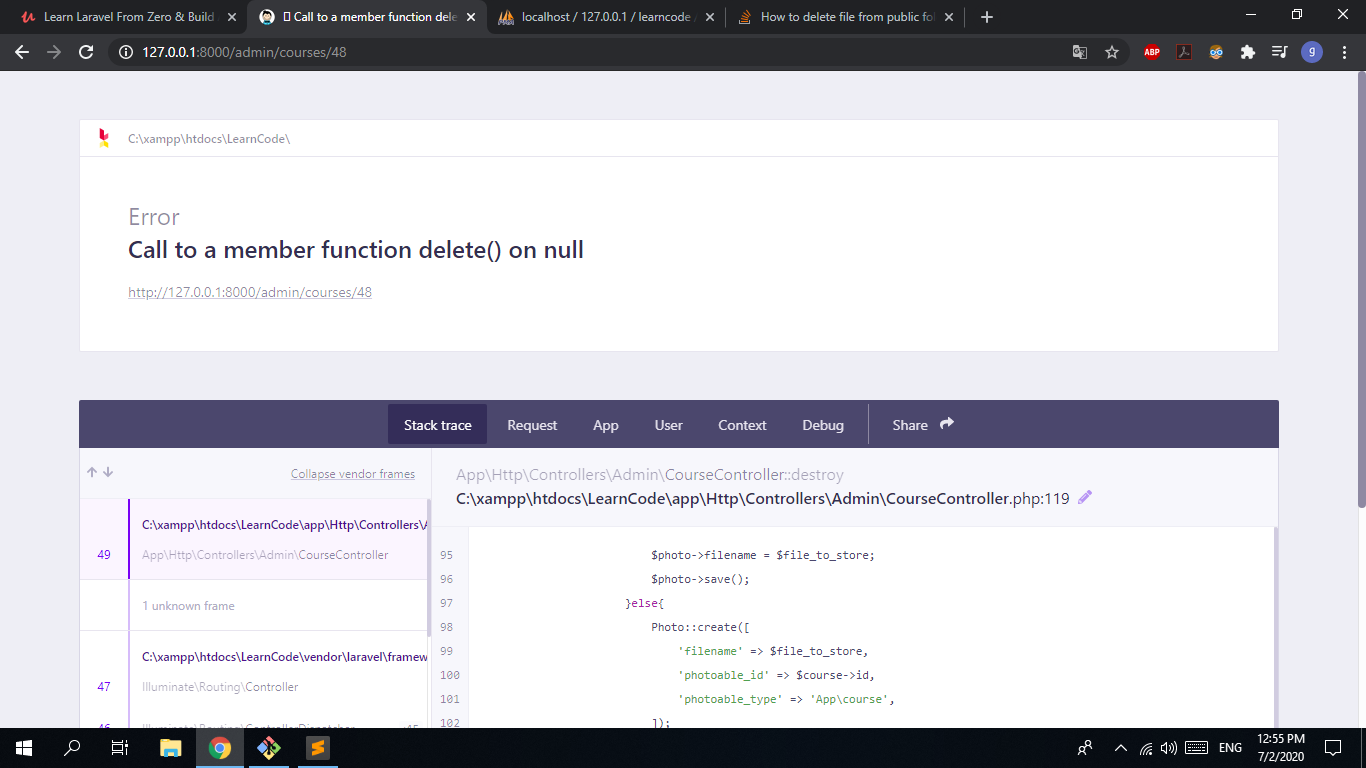 Learn Laravel From Zero & Build
Call to a member function dele
localhost / 127.0.0.1 / learncode /
How to delete file from public fol
127.0.0.1:8000/admin/courses/48
ABP
g
C:\xampp\htdocs\LearnCode\
Error
Call to a member function delete() on null
http://127.0.0.1:8000/admin/courses/48
Stack trace
Request
App
User
Context
Debug
Share
Collapse vendor frames
C:\xampp\htdocs\LearnCode\app\Http\Controllers\A
49
App\Http\Controllers\Admin\CourseController
1 unknown frame
C:\xampp\htdocs\LearnCode\vendor\laravel\framew
47
Illuminate\Routing\Controller
46
Illuminate\Routing\ControllerDispatcher :45
App\Http\Controllers\Admin\CourseController::destroy
C:\xampp\htdocs\LearnCode\app\Http\Controllers\Admin\CourseController.php:119
95 $photo->filename = $file_to_store;
96 $photo->save();
97 }else{
98 Photo::create([
99 'filename' => $file_to_store,
100 'photoable_id' => $course->id,
101 'photoable_type' => 'App\course',
102 ]);
ENG
12:55 PM
7/2/2020